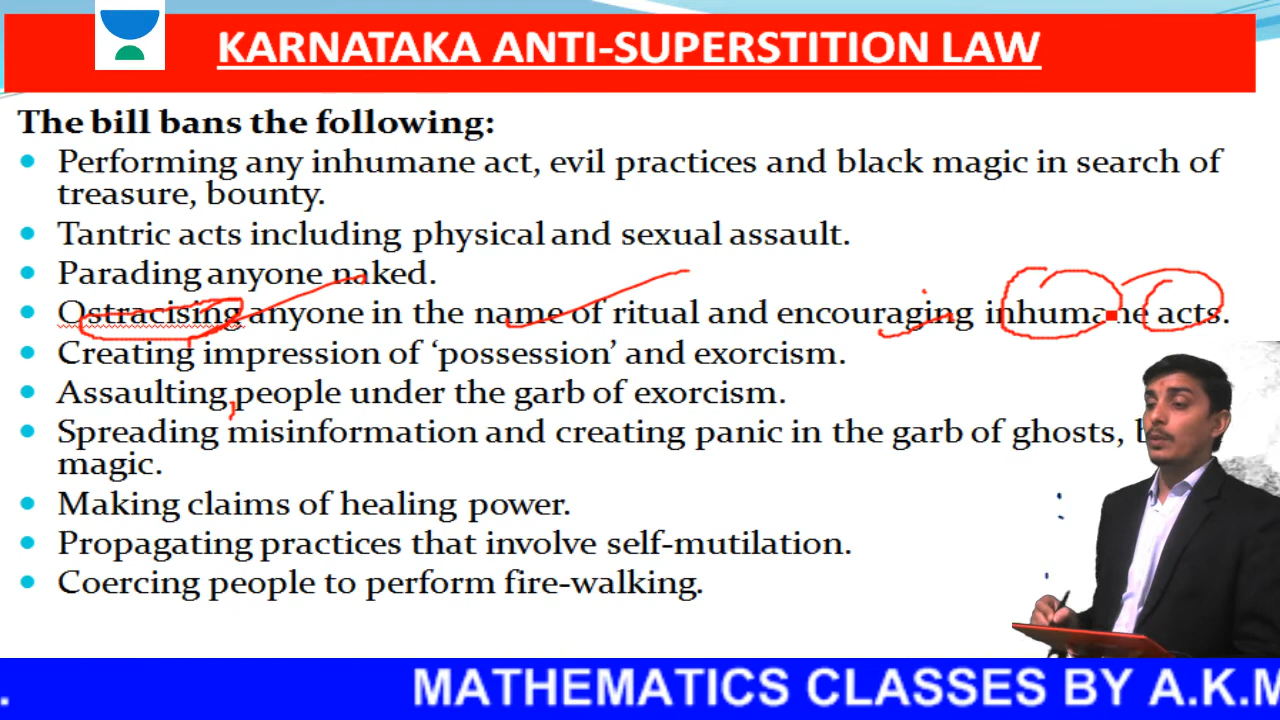 KARNATAKA ANTI-SUPERSTITION LAW
The bill bans the following:
Performing any inhumane act, evil practices and black magic in search of
treasure, bounty.
Tantric acts including physical and sexual assault.
Parading anyone naked.
Ostracising anyone in the name of ritual and encouraging inhumane acts.
Creating impression of ‘possession’ and exorcism.
Assaulting people under the garb of exorcism.
Spreading misinformation and creating panic in the garb of ghosts,
magic.
Making claims of healing power.
Propagating practices that involve self-mutilation.
Coercing people to perform fire-walking.
. MATHEMATICS CLASSES BY A.K.M